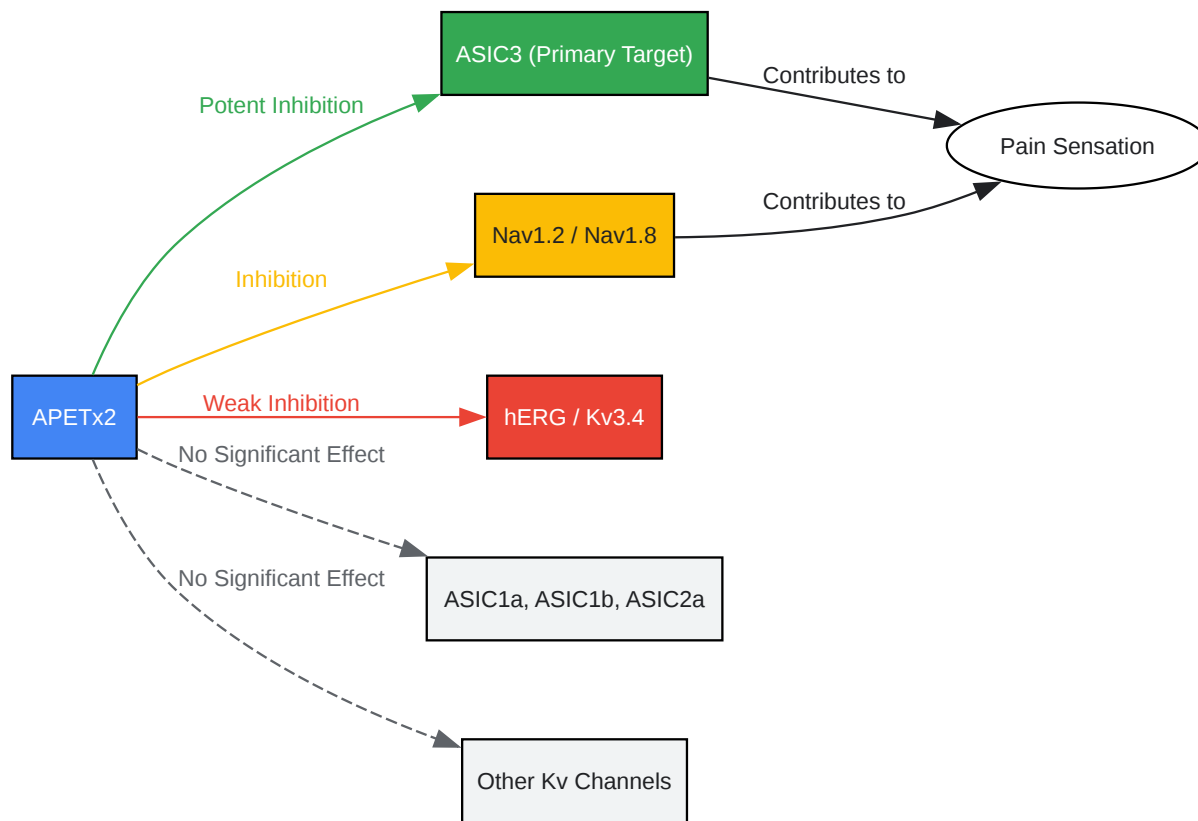 ASIC3 (Primary Target)
Contributes to
Potent Inhibition
Pain Sensation
Contributes to
Nav1.2 / Nav1.8
Inhibition
Weak Inhibition
APETx2
hERG / Kv3.4
No Significant Effect
No Significant Effect
ASIC1a, ASIC1b, ASIC2a
Other Kv Channels